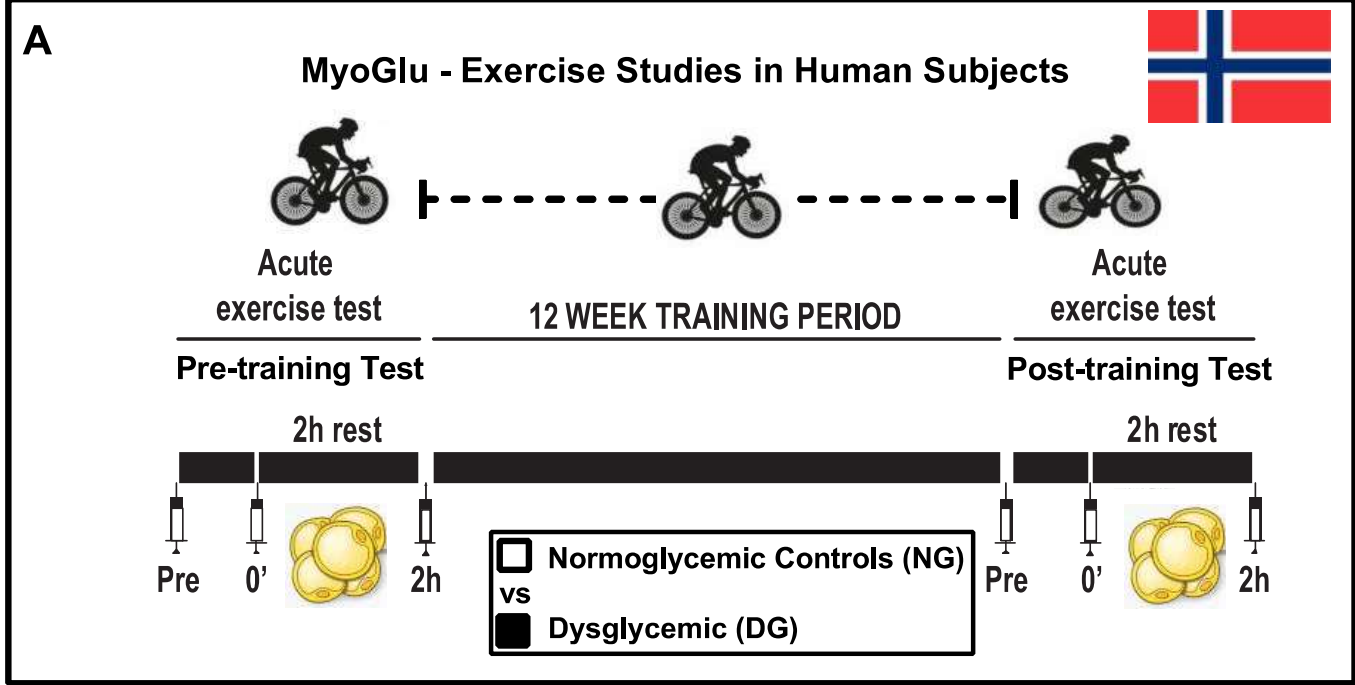 A
MyoGlu - Exercise Studies in Human Subjects
Acute
exercise test
12 WEEK TRAINING PERIOD
Acute
exercise test
Pre-training Test
Post-training Test
2h rest
2h rest
Pre
0’
2h
Pre
0’
2h
Normoglycemic Controls (NG)
vs
Dysglycemic (DG)